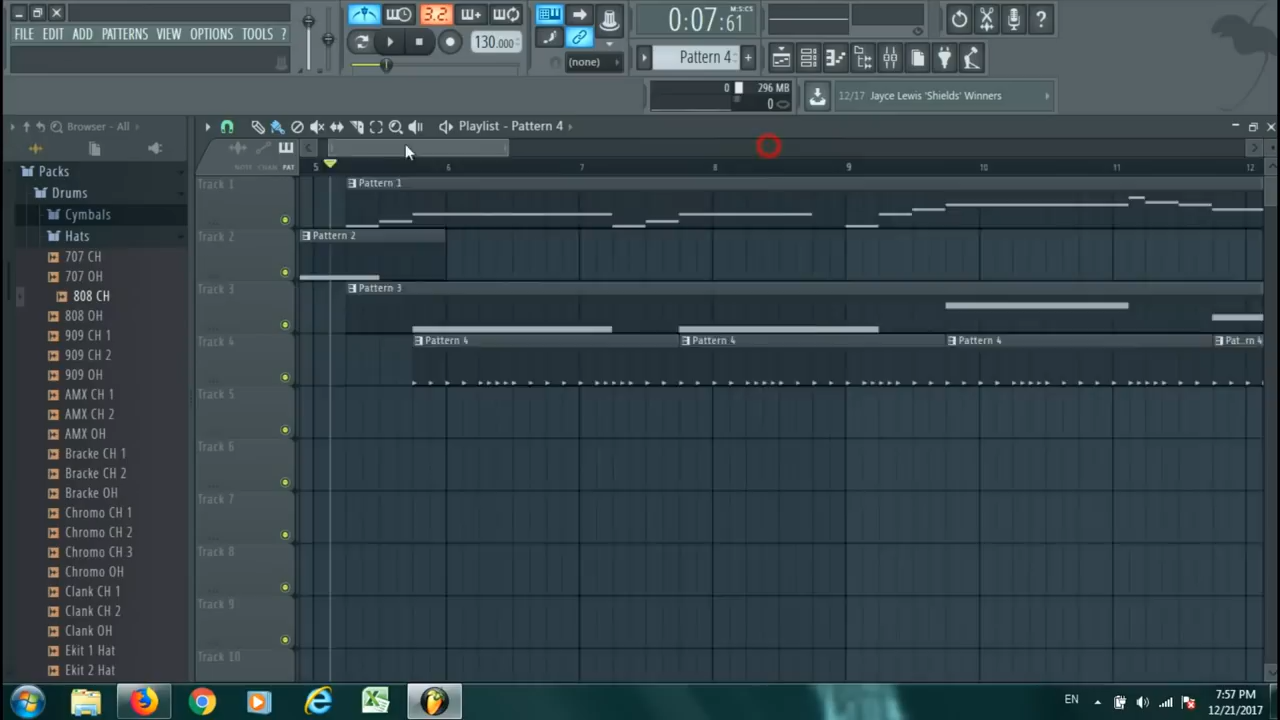 3.2.
0:07:61
M:S:CS
FILE EDIT ADD PATTERNS VIEW OPTIONS TOOLS ?
130.000
(none)
Pattern 4
0
296 MB
0
12/17 Jayce Lewis 'Shields' Winners
Browser - All
Playlist - Pattern 4
NOTE CHAN PAT
5 6 7 8 9 10 11 12
Packs
Drums
Cymbals
Hats
707 CH
707 OH
808 CH
808 OH
909 CH 1
909 CH 2
909 OH
AMX CH 1
AMX CH 2
AMX OH
Bracke CH 1
Bracke CH 2
Bracke OH
Chromo CH 1
Chromo CH 2
Chromo CH 3
Chromo OH
Clank CH 1
Clank CH 2
Clank OH
Ekit 1 Hat
Ekit 2 Hat
Track 1
Pattern 1
Track 2
Pattern 2
Track 3
Pattern 3
Track 4
Pattern 4
Pattern 4
Pattern 4
Pat..rn 4
Track 5
Track 6
Track 7
Track 8
Track 9
Track 10
EN
7:57 PM
12/21/2017